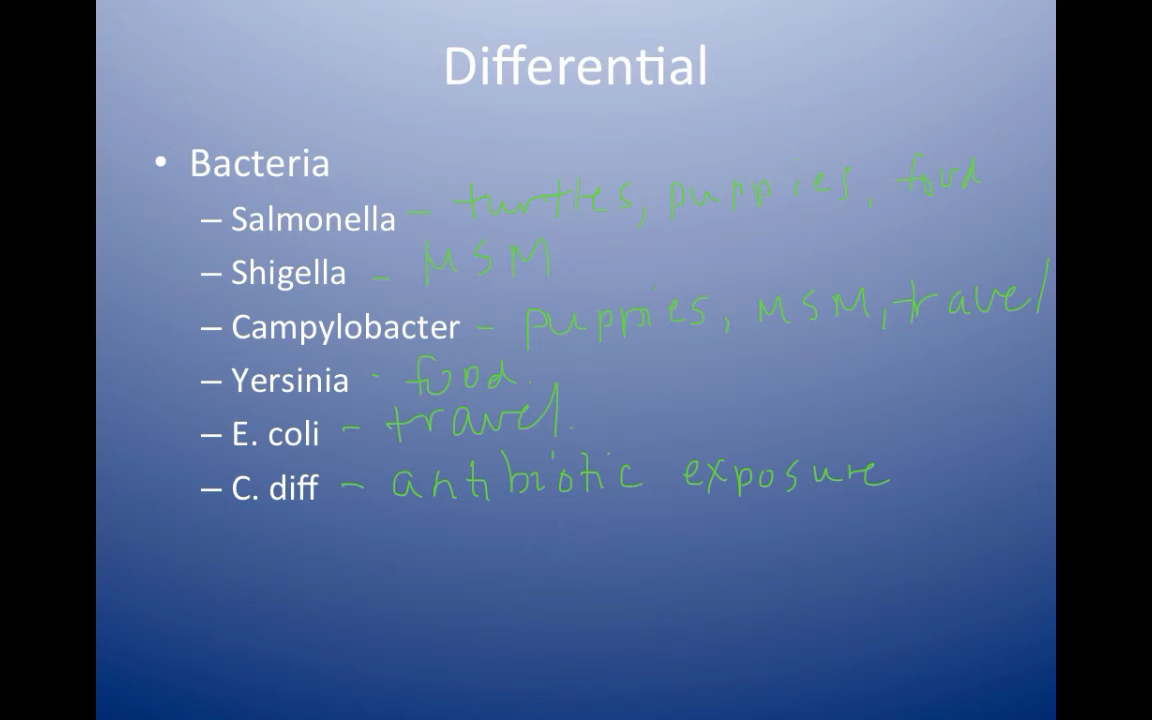 Differential
• Bacteria
– Salmonella – turtles, puppies, food
– Shigella – MSM
– Campylobacter – puppies, MSM, travel
– Yersinia - food.
– E. coli – travel.
– C. diff – antibiotic exposure